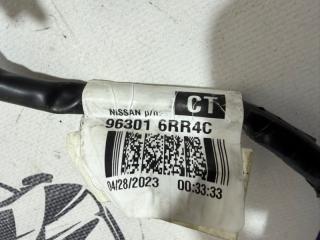 NISSAN p/n: CT
96301 6RR4C
04/28/2023 00:33:33